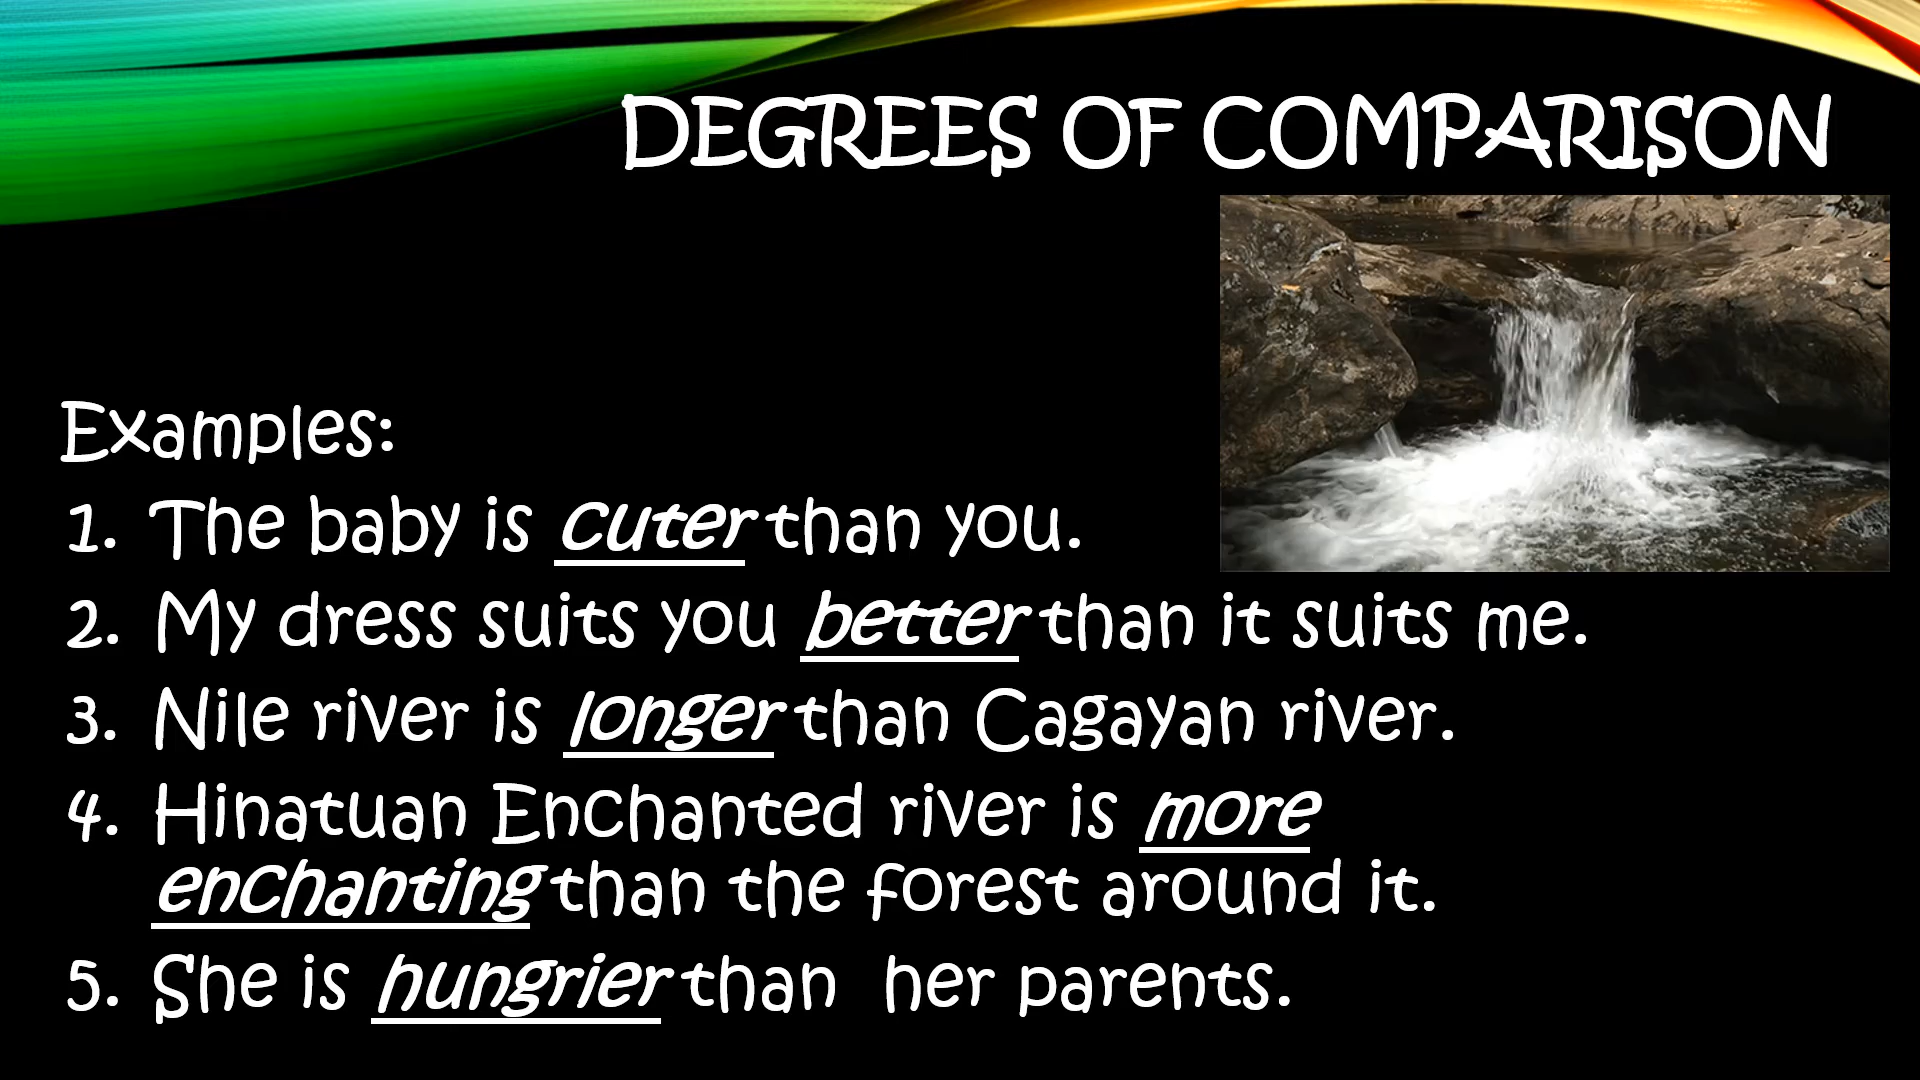 DEGREES OF COMPARISON
Examples:
1. The baby is cuter than you.
2. My dress suits you better than it suits me.
3. Nile river is longer than Cagayan river.
4. Hinatuan Enchanted river is more
enchanting than the forest around it.
5. She is hungrier than  her parents.